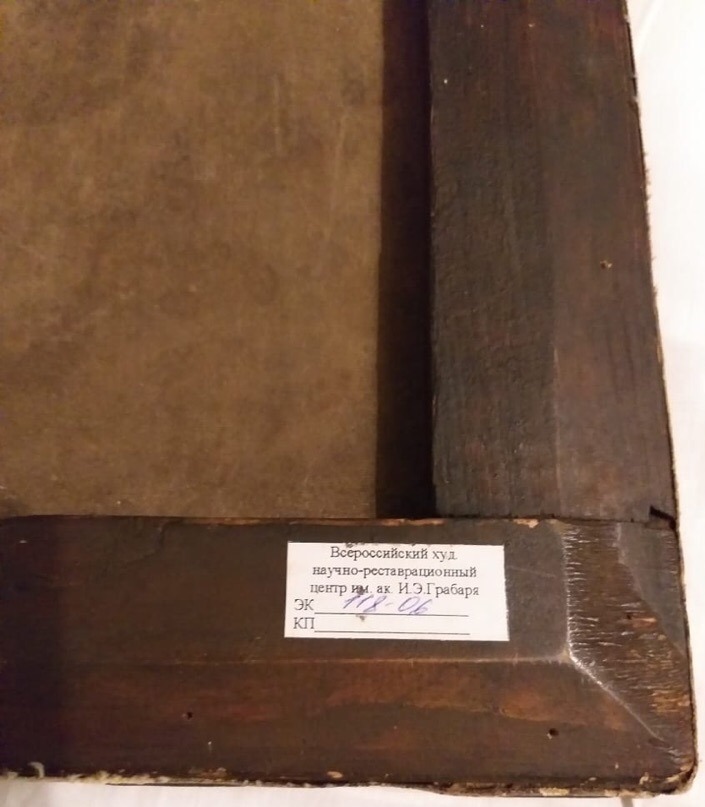 Всероссийский худ.
научно-реставрационный
центр им. ак. И.Э.Грабаря
ЭК 118-06
КП